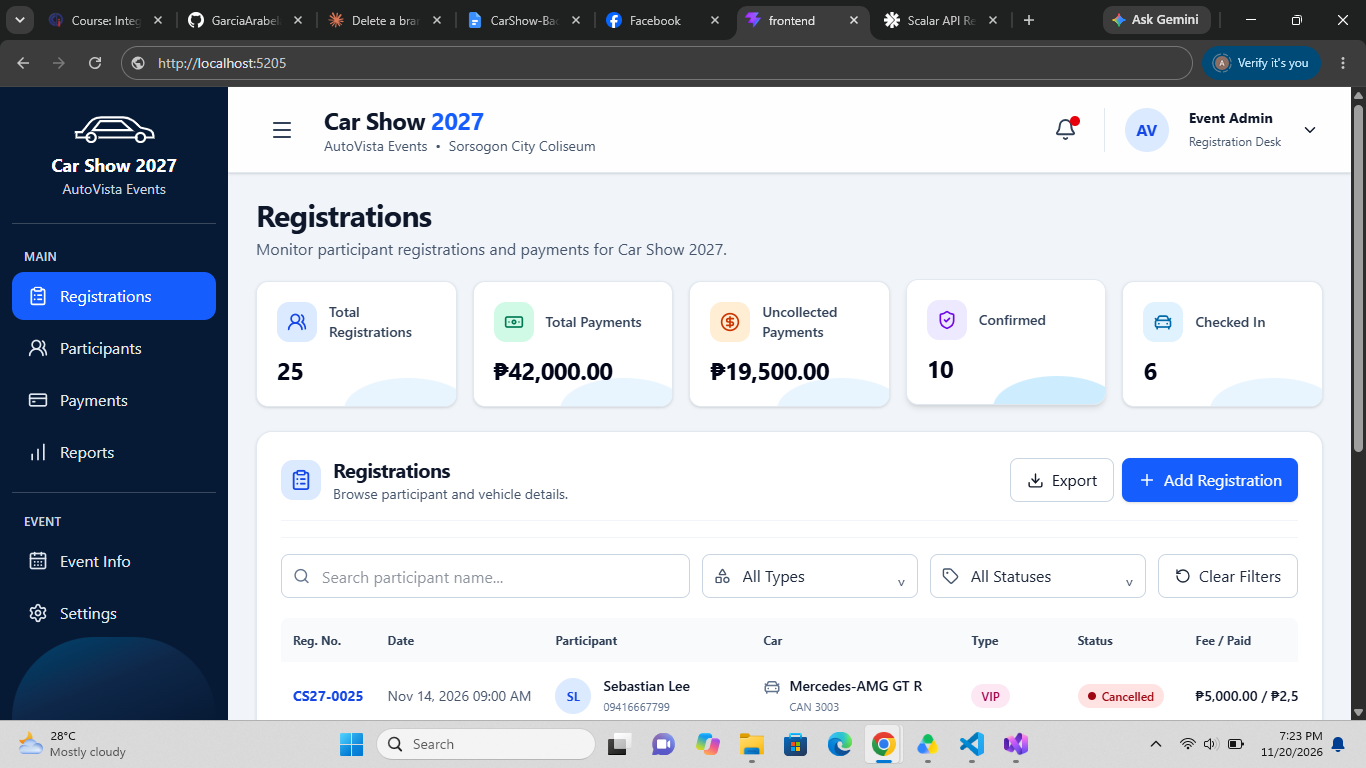 Course: Integ
GarciaArabel
Delete a bran
CarShow-Bac
Facebook
frontend
Scalar API Re
Ask Gemini
http://localhost:5205
A
Verify it's you
Car Show 2027
AutoVista Events
MAIN
Registrations
Participants
Payments
Reports
EVENT
Event Info
Settings
Car Show 2027
AutoVista Events • Sorsogon City Coliseum
AV
Event Admin
Registration Desk
Registrations
Monitor participant registrations and payments for Car Show 2027.
Total
Registrations
25
Total Payments
₱42,000.00
Uncollected
Payments
₱19,500.00
Confirmed
10
Checked In
6
Registrations
Browse participant and vehicle details.
Export
Add Registration
Search participant name...
All Types
All Statuses
Clear Filters
Reg. No. Date Participant Car Type Status Fee / Paid
CS27-0025 Nov 14, 2026 09:00 AM SL Sebastian Lee Mercedes-AMG GT R VIP Cancelled ₱5,000.00 / ₱2,5
09416667799 CAN 3003
28°C
Mostly cloudy
Search
7:23 PM
11/20/2026